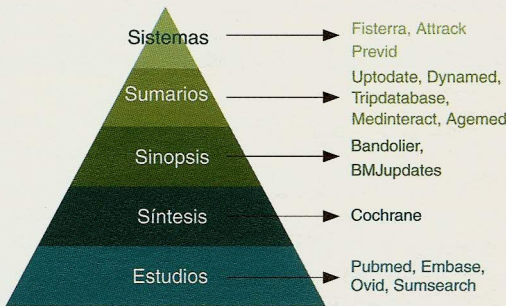 Sistemas
Fisterra, Attrack
Previd
Sumarios
Uptodate, Dynamed,
Tripdatabase,
Medinteract, Agemed
Sinopsis
Bandolier,
BMJupdates
Síntesis
Cochrane
Estudios
Pubmed, Embase,
Ovid, Sumsearch